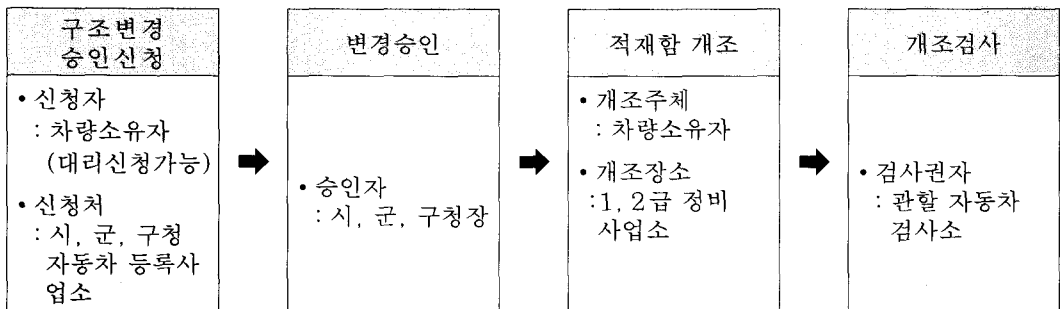 구조변경
승인신청
• 신청자
: 차량소유자
(대리신청가능)
• 신청처
: 시, 군, 구청
자동차 등록사
업소
변경승인
• 승인자
: 시, 군, 구청장
적재함 개조
• 개조주체
: 차량소유자
• 개조장소
:1, 2급 정비
사업소
개조검사
• 검사권자
: 관할 자동차
검사소